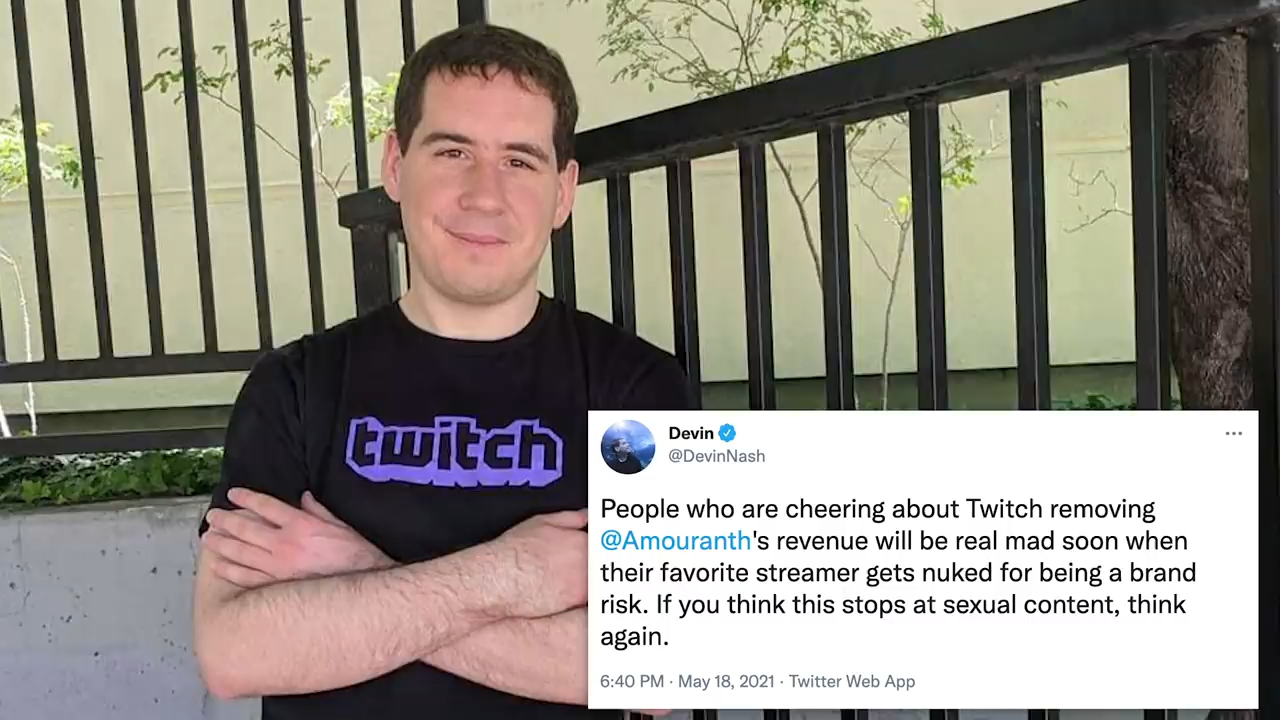 twitch
Devin
@DevinNash
People who are cheering about Twitch removing
@Amouranth's revenue will be real mad soon when
their favorite streamer gets nuked for being a brand
risk. If you think this stops at sexual content, think
again.
6:40 PM · May 18, 2021 · Twitter Web App